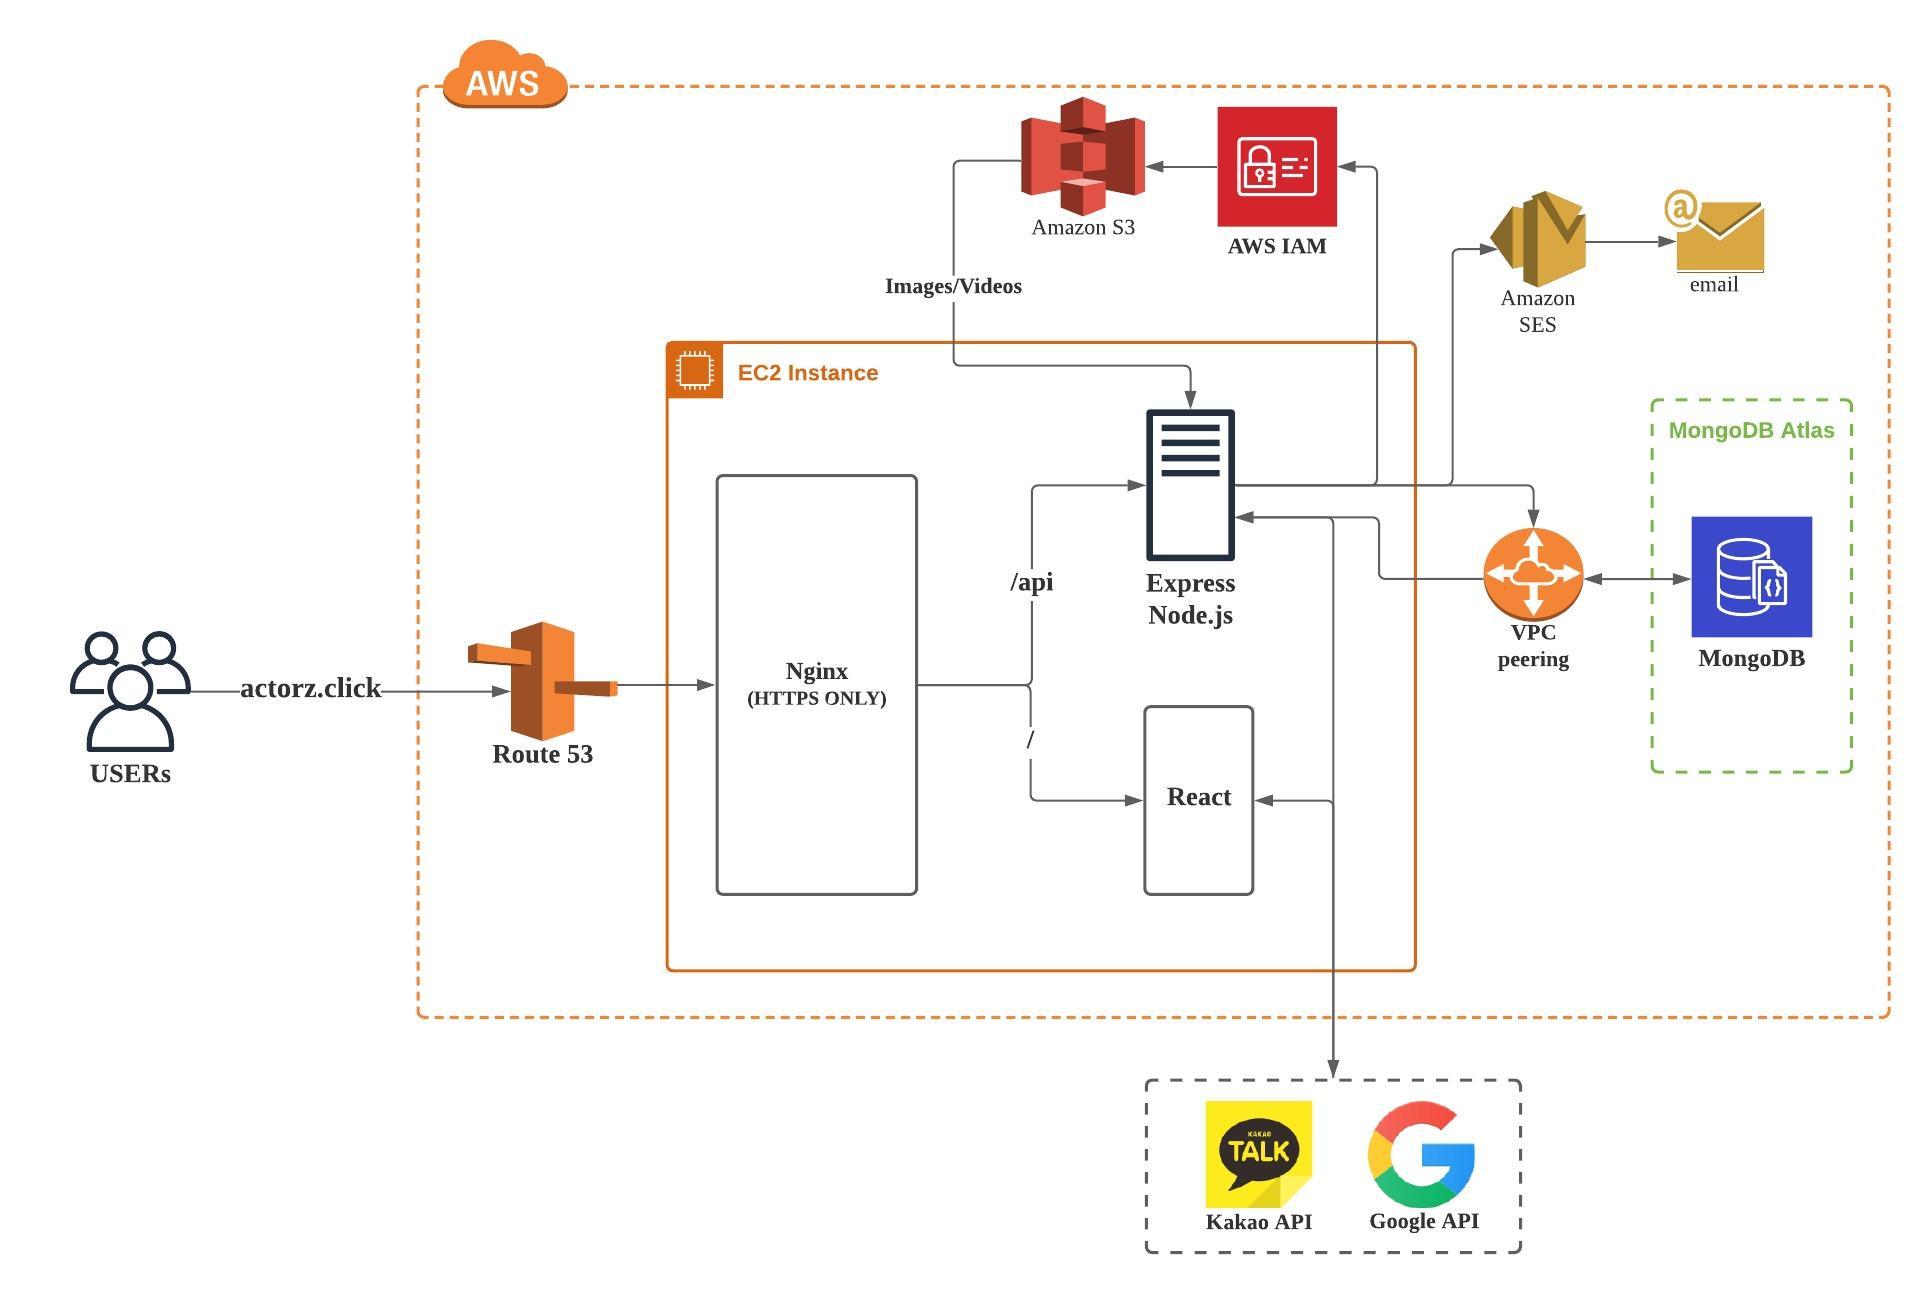 AWS
Amazon S3
AWS IAM
Images/Videos
Amazon
SES
@
email
EC2 Instance
MongoDB Atlas
/api
Express
Node.js
VPC
peering
{}
MongoDB
Nginx
(HTTPS ONLY)
actorz.click
USERs
Route 53
/
React
KAKAO
TALK
Kakao API
G
Google API